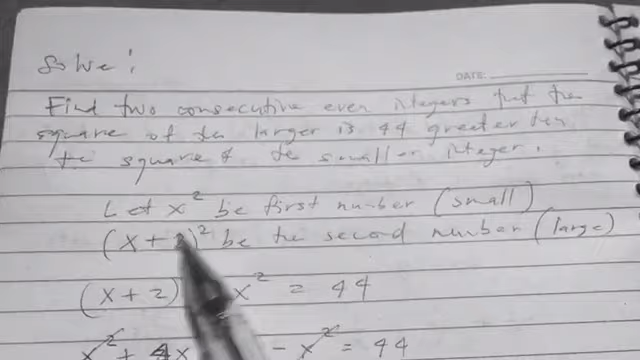 Solve:
DATE:
Find two consecutive even integers that the
square of the larger is 44 greater than
the square of the smaller integer.
Let x² be first number (small)
(x + 2)² be the second number (large)
(x + 2) x² = 44
x² + 4x - x² = 44